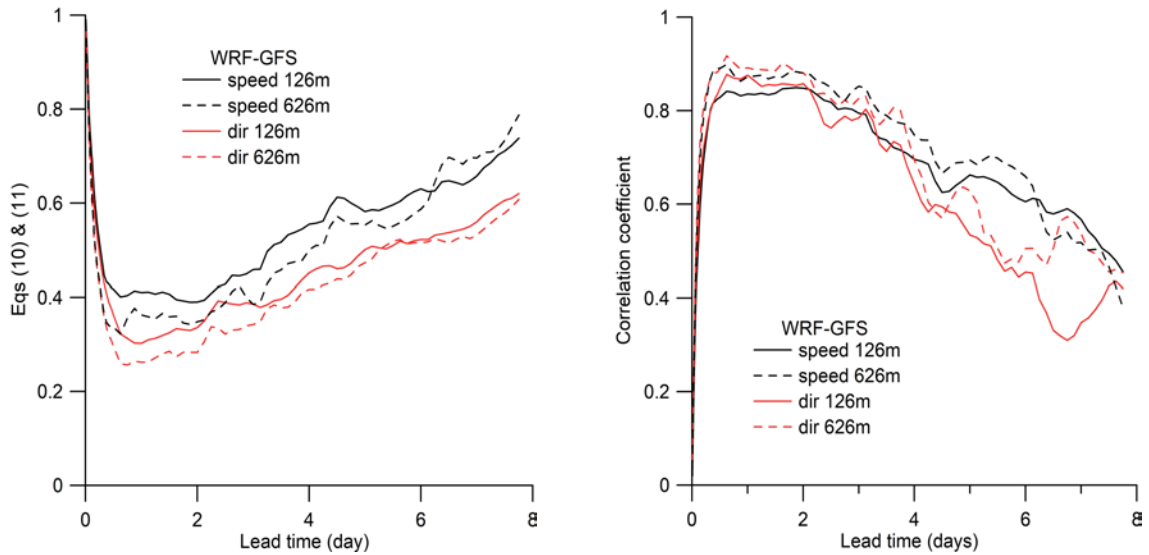 1
0.8
0.6
0.4
0.2
0
Eqs (10) & (11)
WRF-GFS
speed 126m
speed 626m
dir 126m
dir 626m
0 2 4 6 8
Lead time (day)
1
0.8
0.6
0.4
0.2
0
Correlation coefficient
WRF-GFS
speed 126m
speed 626m
dir 126m
dir 626m
0 2 4 6 8
Lead time (days)